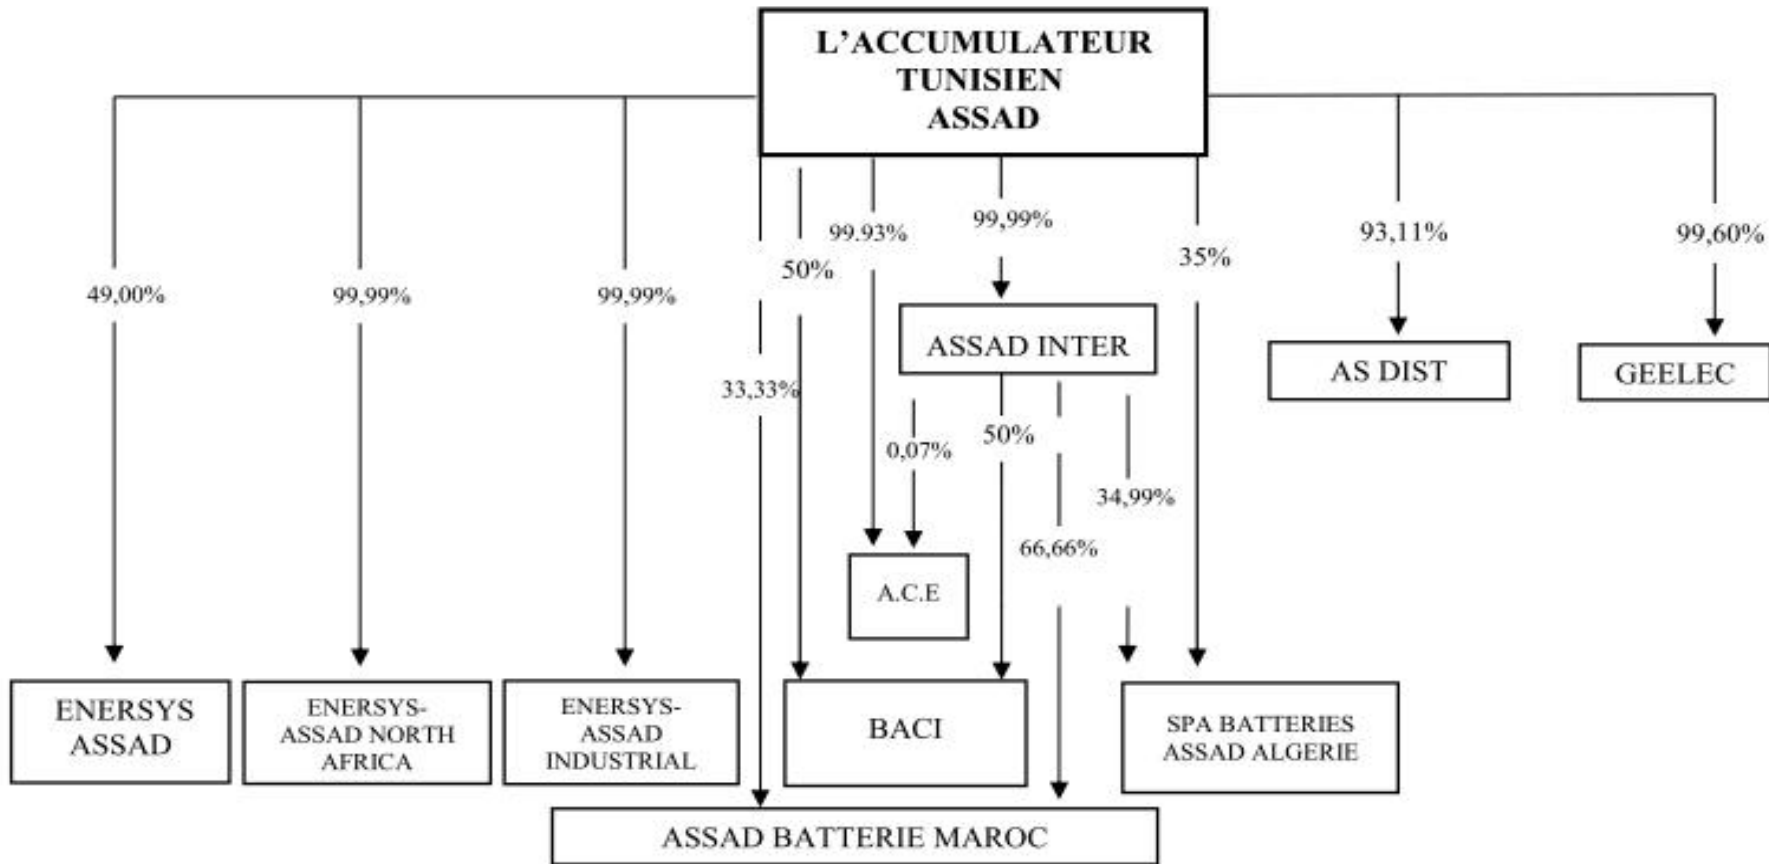 L'ACCUMULATEUR
TUNISIEN
ASSAD
49,00%
99,99%
99,99%
33,33%
50%
99.93%
99,99%
35%
93,11%
99,60%
ASSAD INTER
AS DIST
GEELEC
0,07%
50%
66,66%
34,99%
A.C.E
ENERSYS
ASSAD
ENERSYS-
ASSAD NORTH
AFRICA
ENERSYS-
ASSAD
INDUSTRIAL
BACI
SPA BATTERIES
ASSAD ALGERIE
ASSAD BATTERIE MAROC